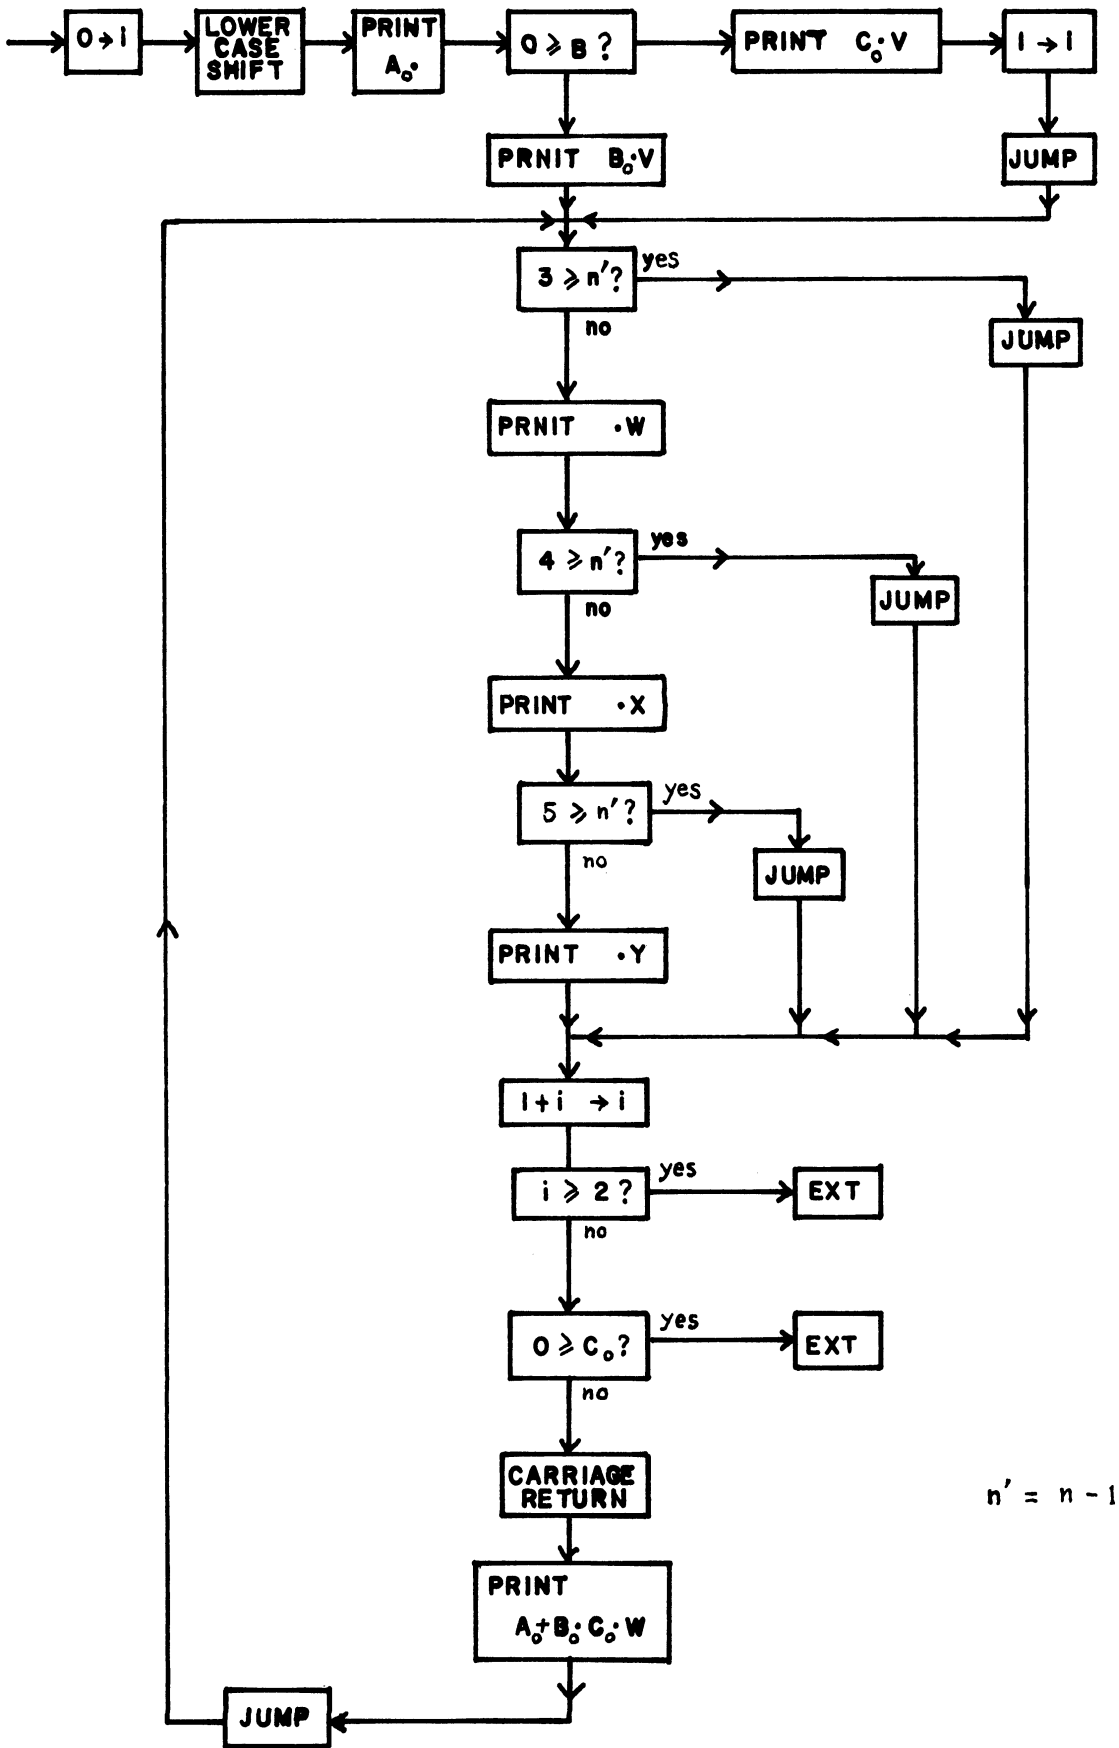 0 → i
LOWER
CASE
SHIFT
PRINT
A₀·
0 ⩾ B ?
PRINT C₀·V
1 → i
PRNIT B₀·V
JUMP
3 ⩾ n′?
yes
no
JUMP
PRNIT ·W
4 ⩾ n′?
yes
no
JUMP
PRINT ·X
5 ⩾ n′?
yes
no
JUMP
PRINT ·Y
1 + i → i
i ⩾ 2 ?
yes
no
EXT
0 ⩾ C₀?
yes
no
EXT
CARRIAGE
RETURN
n′ = n - 1
PRINT
A₀+B₀·C₀·W
JUMP